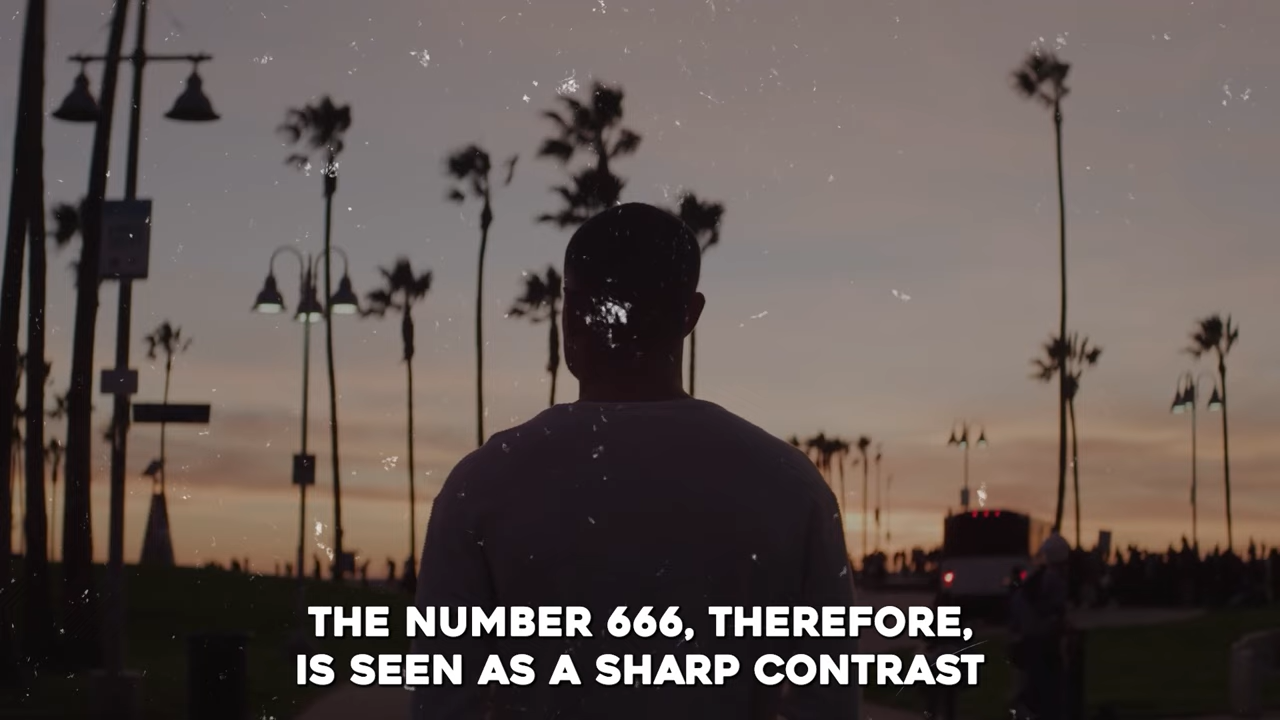 THE NUMBER 666, THEREFORE,
IS SEEN AS A SHARP CONTRAST